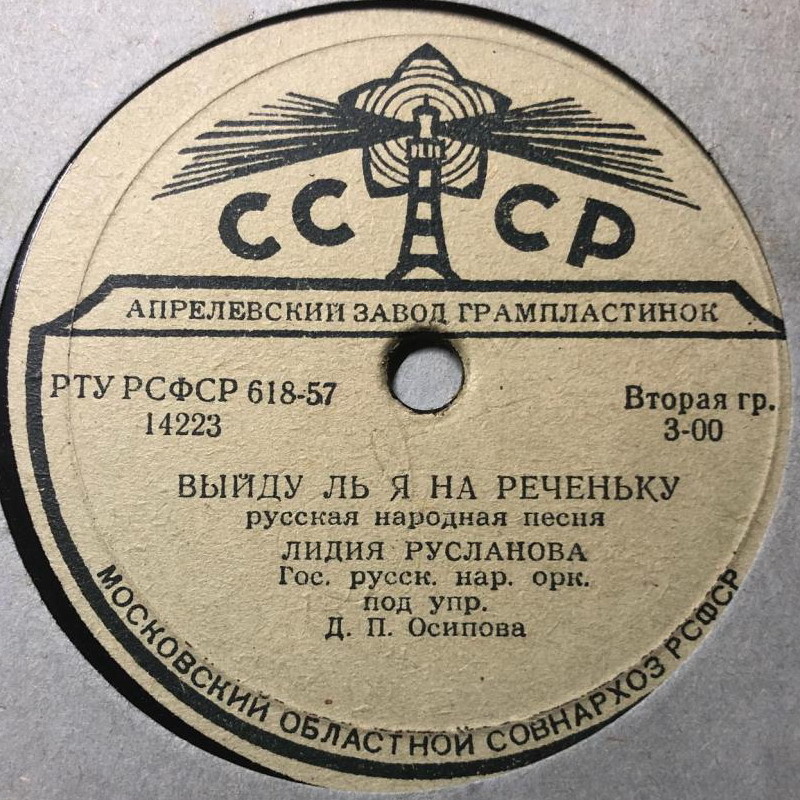 СССР
АПРЕЛЕВСКИЙ ЗАВОД ГРАМПЛАСТИНОК
РТУ РСФСР 618-57
14223
Вторая гр.
3-00
ВЫЙДУ ЛЬ Я НА РЕЧЕНЬКУ
русская народная песня
ЛИДИЯ РУСЛАНОВА
Гос. русск. нар. орк.
под упр.
Д. П. Осипова
МОСКОВСКИЙ ОБЛАСТНОЙ СОВНАРХОЗ РСФСР